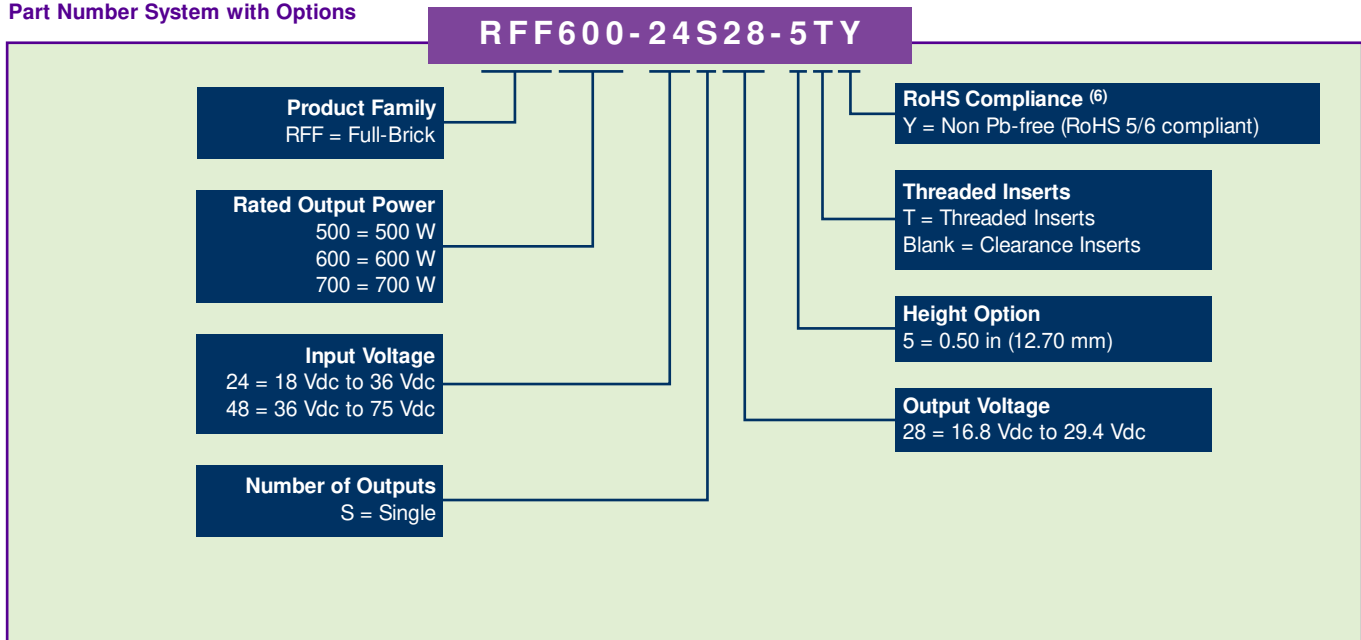 Part Number System with Options
RFF600-24S28-5TY
Product Family
RFF = Full-Brick
Rated Output Power
500 = 500 W
600 = 600 W
700 = 700 W
Input Voltage
24 = 18 Vdc to 36 Vdc
48 = 36 Vdc to 75 Vdc
Number of Outputs
S = Single
RoHS Compliance (6)
Y = Non Pb-free (RoHS 5/6 compliant)
Threaded Inserts
T = Threaded Inserts
Blank = Clearance Inserts
Height Option
5 = 0.50 in (12.70 mm)
Output Voltage
28 = 16.8 Vdc to 29.4 Vdc